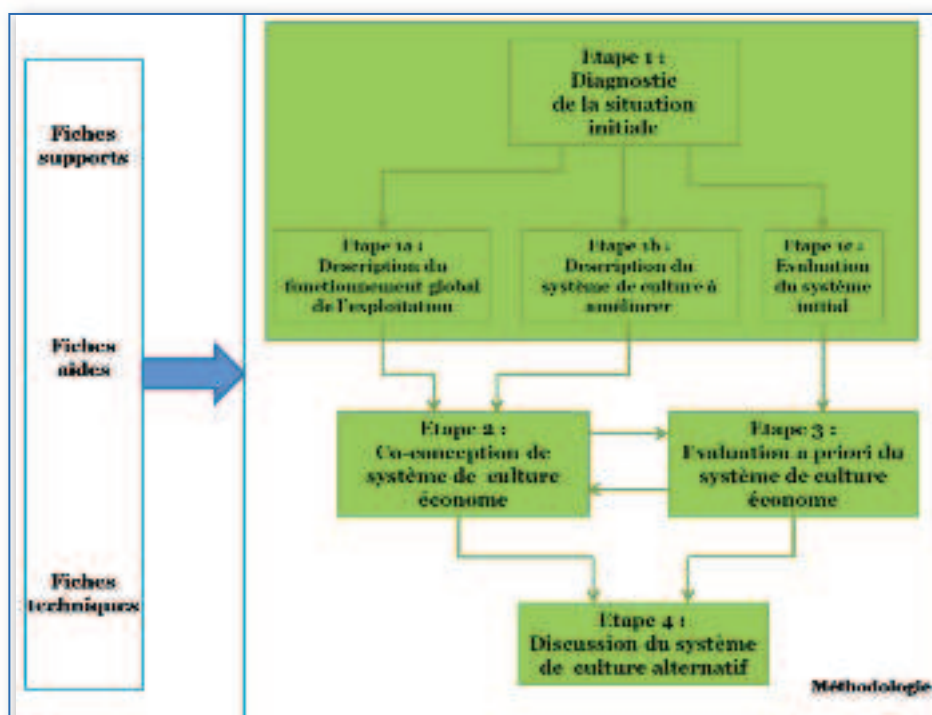 Fiches
supports
Fiches
aides
Fiches
techniques
Etape 1 :
Diagnostic
de la situation
initiale
Etape 1a :
Description du
fonctionnement global
de l'exploitation
Etape 1b :
Description du
système de culture à
améliorer
Etape 1c :
Evaluation
du système
initial
Etape 2 :
Co-conception de
système de culture
économe
Etape 3 :
Evaluation a priori du
système de culture
économe
Etape 4 :
Discussion du système
de culture alternatif
Méthodologie